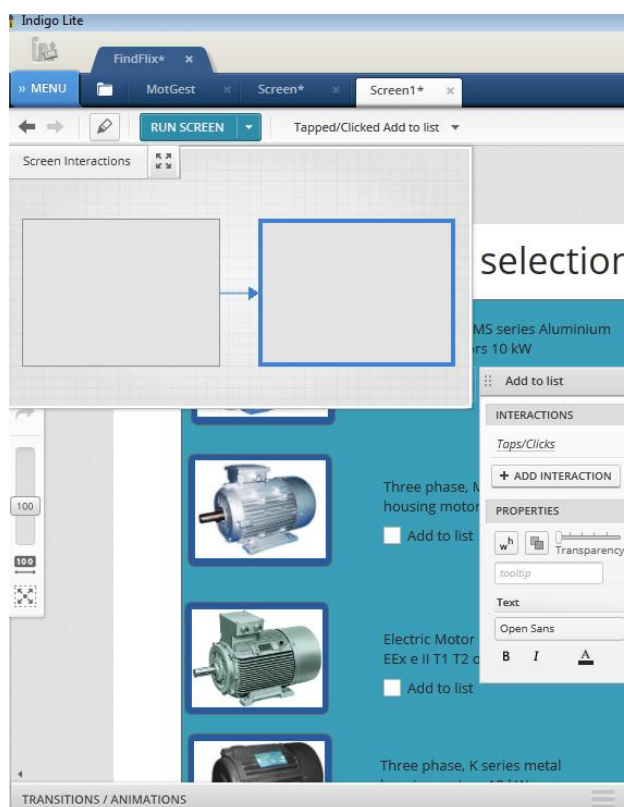 Indigo Lite
FindFlix* ×
» MENU MotGest × Screen* × Screen1* ×
RUN SCREEN Tapped/Clicked Add to list
Screen Interactions
selection
MS series Aluminium
rs 10 kW
Add to list
INTERACTIONS
Taps/Clicks
+ ADD INTERACTION
PROPERTIES
wh
Transparency
tooltip
Text
Open Sans
B I A
100
100
Three phase, M
housing motor
Add to list
Electric Motor
EEx e II T1 T2 o
Add to list
Three phase, K series metal
TRANSITIONS / ANIMATIONS